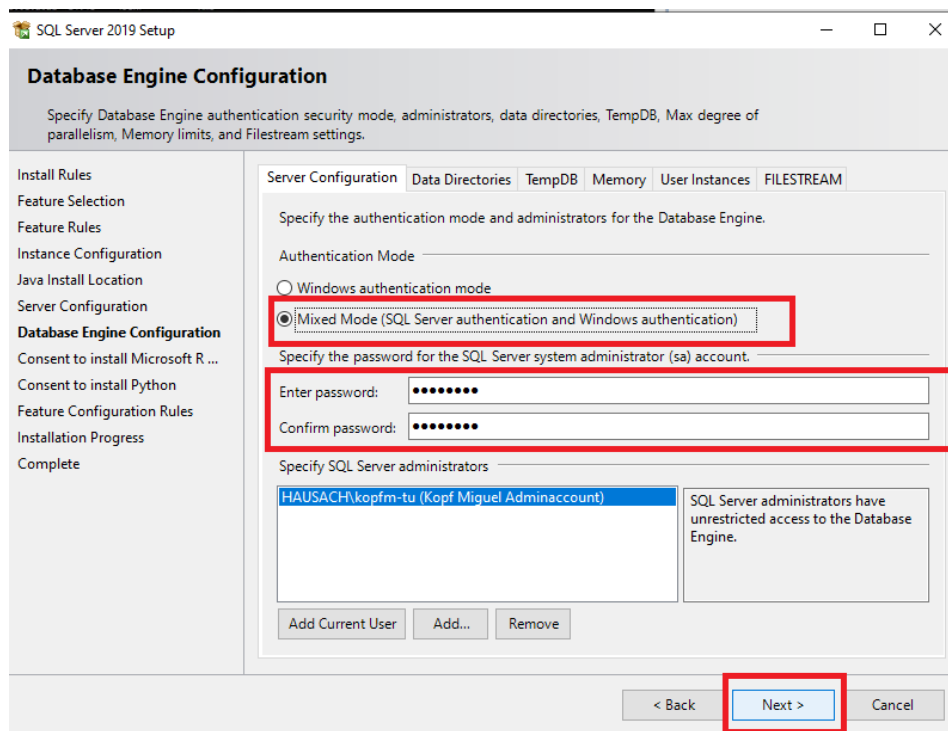 SQL Server 2019 Setup
Database Engine Configuration
Specify Database Engine authentication security mode, administrators, data directories, TempDB, Max degree of
parallelism, Memory limits, and Filestream settings.
Install Rules
Feature Selection
Feature Rules
Instance Configuration
Java Install Location
Server Configuration
Database Engine Configuration
Consent to install Microsoft R ...
Consent to install Python
Feature Configuration Rules
Installation Progress
Complete
Server Configuration Data Directories TempDB Memory User Instances FILESTREAM
Specify the authentication mode and administrators for the Database Engine.
Authentication Mode
Windows authentication mode
Mixed Mode (SQL Server authentication and Windows authentication)
Specify the password for the SQL Server system administrator (sa) account.
Enter password: ●●●●●●●●
Confirm password: ●●●●●●●●
Specify SQL Server administrators
HAUSACH\kopfm-tu (Kopf Miguel Adminaccount)
SQL Server administrators have
unrestricted access to the Database
Engine.
Add Current User Add... Remove
< Back Next > Cancel